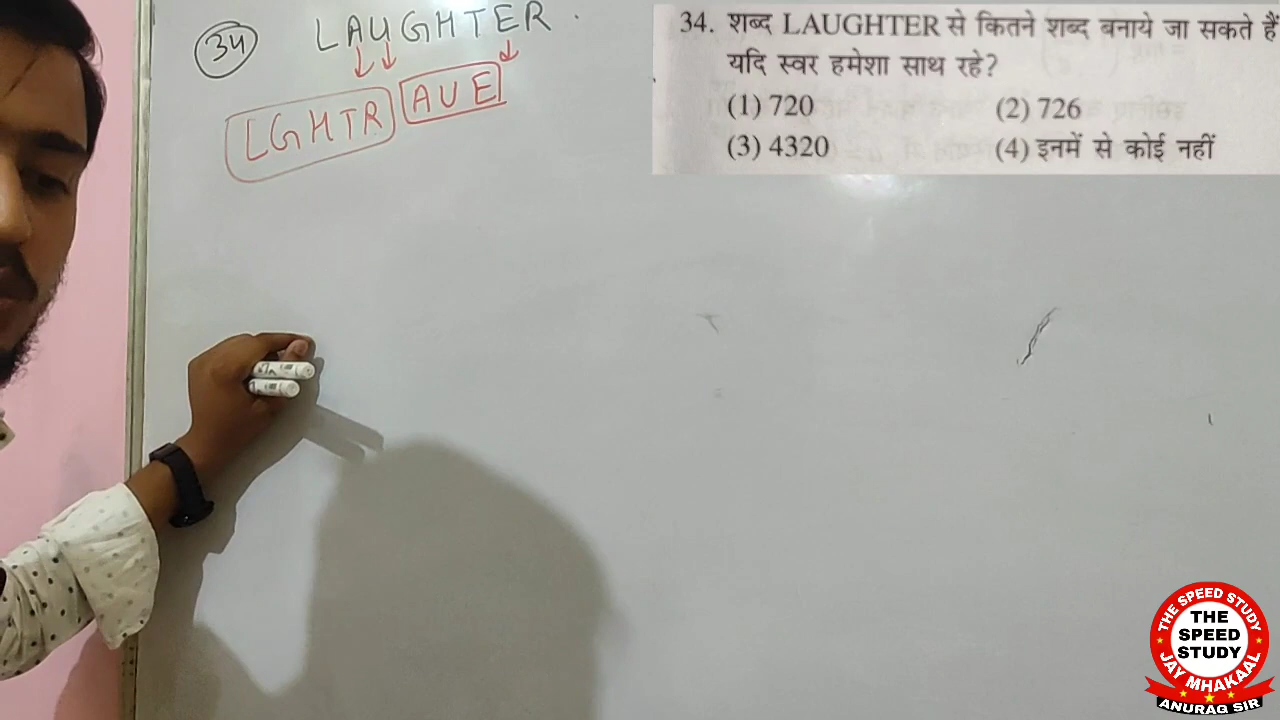 34 LAUGHTER.
LGHTR AUE
34. शब्द LAUGHTER से कितने शब्द बनाये जा सकते हैं
यदि स्वर हमेशा साथ रहे?
(1) 720 (2) 726
(3) 4320 (4) इनमें से कोई नहीं
THE SPEED STUDY
THE
SPEED
STUDY
JAY MHAKAAL
ANURAG SIR